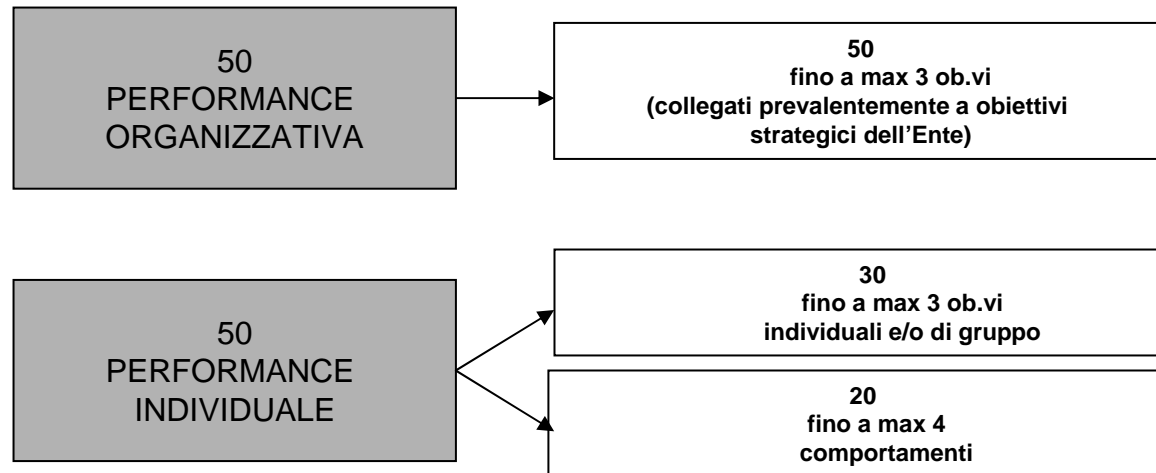 50
PERFORMANCE
ORGANIZZATIVA
50
fino a max 3 ob.vi
(collegati prevalentemente a obiettivi
strategici dell'Ente)
50
PERFORMANCE
INDIVIDUALE
30
fino a max 3 ob.vi
individuali e/o di gruppo
20
fino a max 4
comportamenti